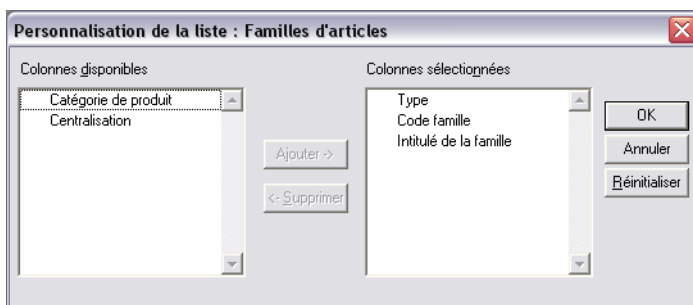 Personnalisation de la liste : Familles d'articles
Colonnes disponibles
Catégorie de produit
Centralisation
Ajouter ->
<- Supprimer
Colonnes sélectionnées
Type
Code famille
Intitulé de la famille
OK
Annuler
Réinitialiser